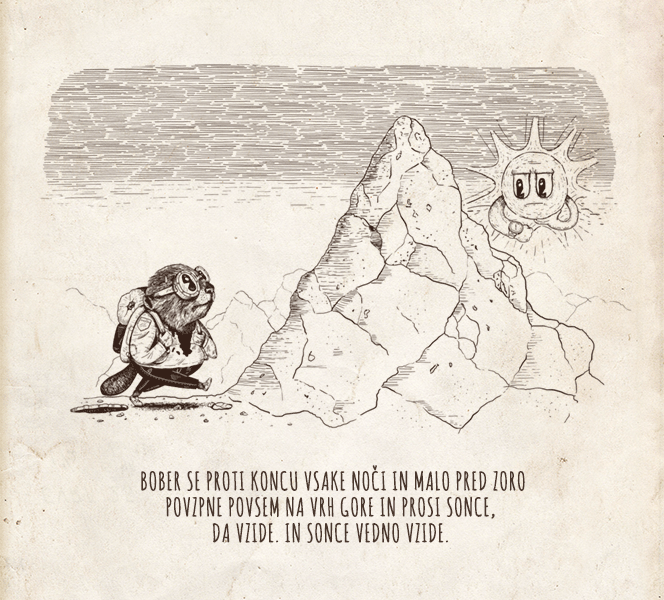 BOBER SE PROTI KONCU VSAKE NOČI IN MALO PRED ZORO
POVZPNE POVSEM NA VRH GORE IN PROSI SONCE,
DA VZIDE. IN SONCE VEDNO VZIDE.